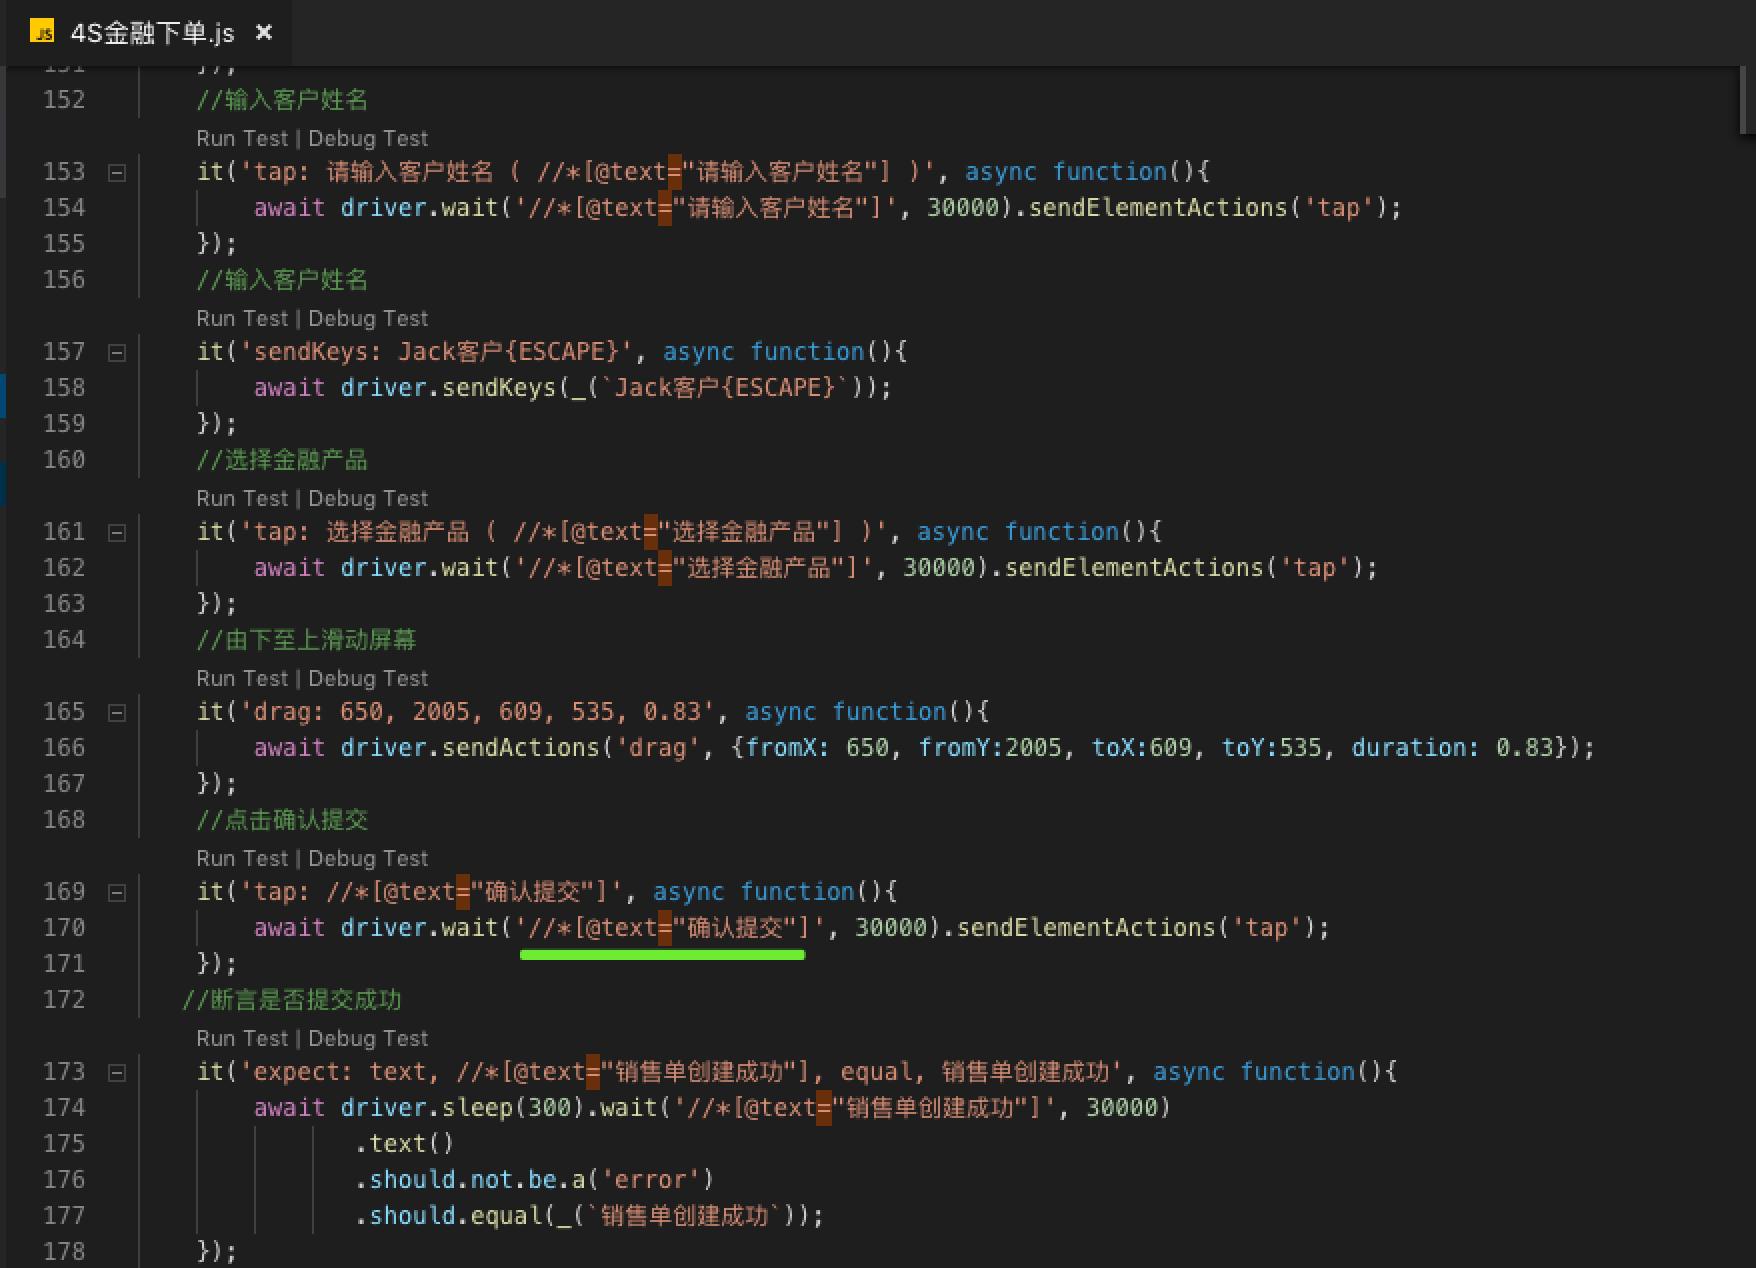 JS 4S金融下单.js ×
151 });
152 //输入客户姓名
Run Test | Debug Test
153 it('tap: 请输入客户姓名 ( //*[@text="请输入客户姓名"] )', async function(){
154 await driver.wait('//*[@text="请输入客户姓名"]', 30000).sendElementActions('tap');
155 });
156 //输入客户姓名
Run Test | Debug Test
157 it('sendKeys: Jack客户{ESCAPE}', async function(){
158 await driver.sendKeys(_(`Jack客户{ESCAPE}`));
159 });
160 //选择金融产品
Run Test | Debug Test
161 it('tap: 选择金融产品 ( //*[@text="选择金融产品"] )', async function(){
162 await driver.wait('//*[@text="选择金融产品"]', 30000).sendElementActions('tap');
163 });
164 //由下至上滑动屏幕
Run Test | Debug Test
165 it('drag: 650, 2005, 609, 535, 0.83', async function(){
166 await driver.sendActions('drag', {fromX: 650, fromY:2005, toX:609, toY:535, duration: 0.83});
167 });
168 //点击确认提交
Run Test | Debug Test
169 it('tap: //*[@text="确认提交"]', async function(){
170 await driver.wait('//*[@text="确认提交"]', 30000).sendElementActions('tap');
171 });
172 //断言是否提交成功
Run Test | Debug Test
173 it('expect: text, //*[@text="销售单创建成功"], equal, 销售单创建成功', async function(){
174 await driver.sleep(300).wait('//*[@text="销售单创建成功"]', 30000)
175 .text()
176 .should.not.be.a('error')
177 .should.equal(_(`销售单创建成功`));
178 });